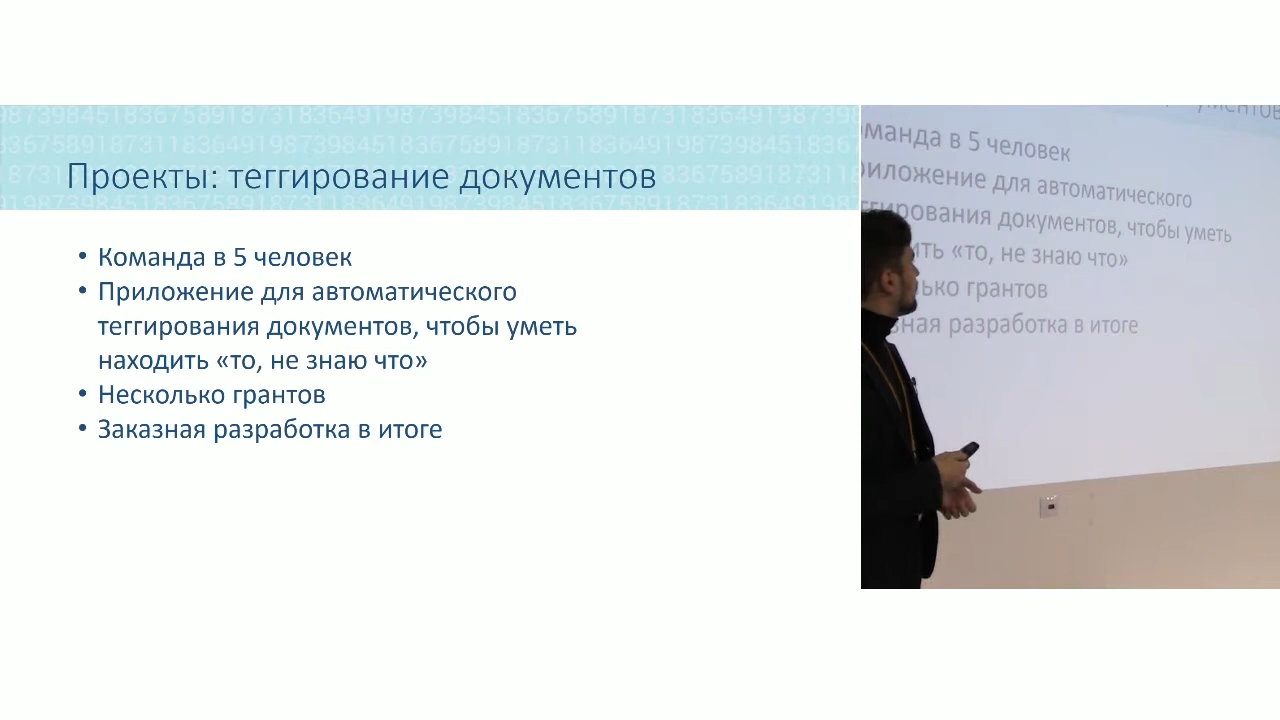 Проекты: теггирование документов
• Команда в 5 человек
• Приложение для автоматического
теггирования документов, чтобы уметь
находить «то, не знаю что»
• Несколько грантов
• Заказная разработка в итоге
манда в 5 человек
риложение для автоматического
ггирования документов, чтобы уметь
ить «то, не знаю что»
ько грантов
зная разработка в итоге